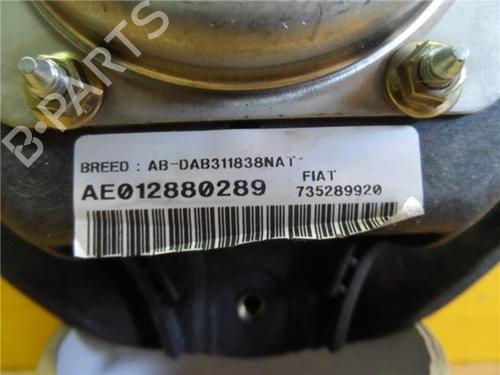 B-PARTS
BREED : AB-DAB311838NAT
FIAT
AE012880289
735289920